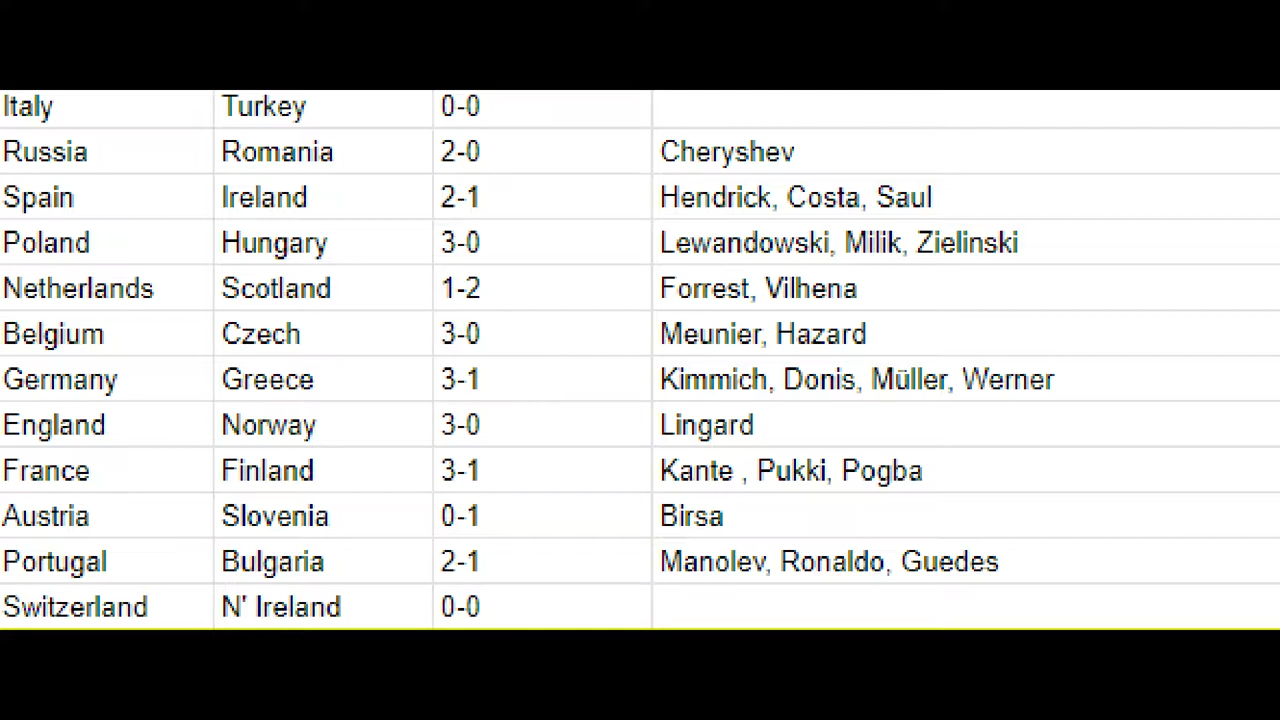 Italy Turkey 0-0
Russia Romania 2-0 Cheryshev
Spain Ireland 2-1 Hendrick, Costa, Saul
Poland Hungary 3-0 Lewandowski, Milik, Zielinski
Netherlands Scotland 1-2 Forrest, Vilhena
Belgium Czech 3-0 Meunier, Hazard
Germany Greece 3-1 Kimmich, Donis, Müller, Werner
England Norway 3-0 Lingard
France Finland 3-1 Kante , Pukki, Pogba
Austria Slovenia 0-1 Birsa
Portugal Bulgaria 2-1 Manolev, Ronaldo, Guedes
Switzerland N' Ireland 0-0